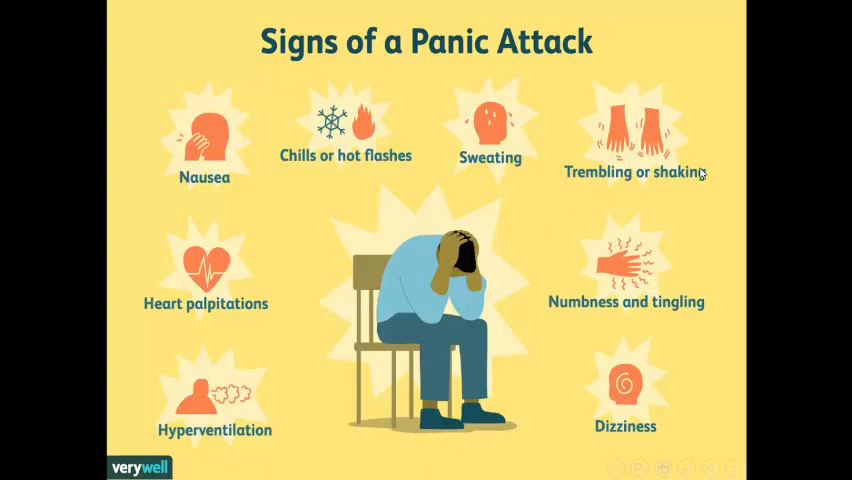 Signs of a Panic Attack
Nausea
Chills or hot flashes
Sweating
Trembling or shaking
Heart palpitations
Numbness and tingling
Hyperventilation
Dizziness
verywell